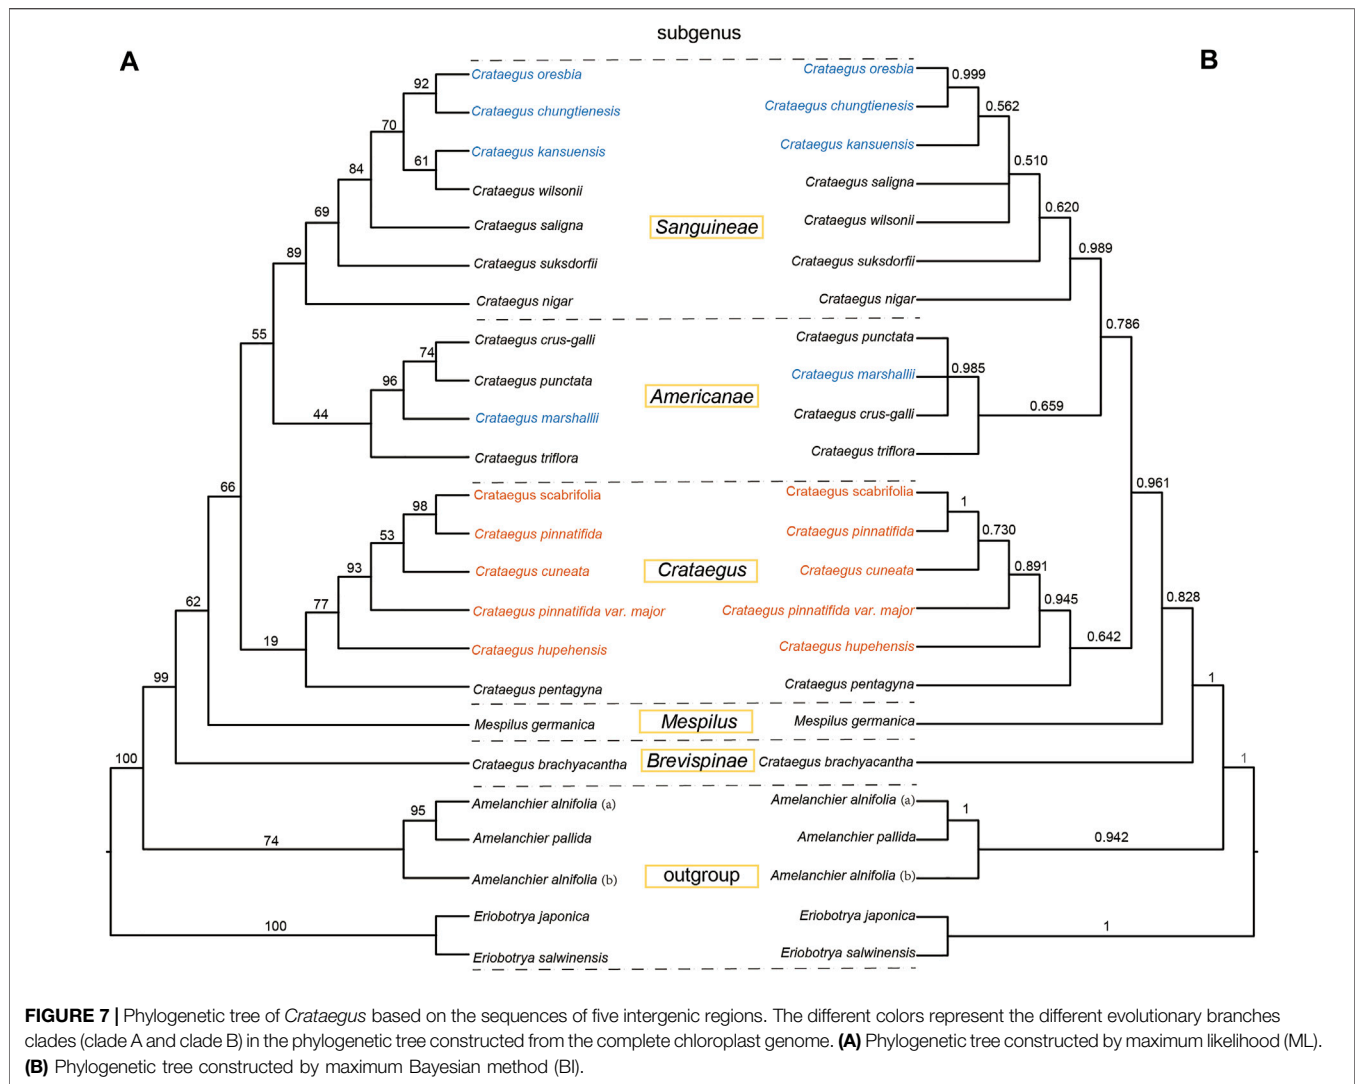 subgenus
A
B
92
Crataegus oresbia
Crataegus oresbia
0.999
Crataegus chungtienesis
Crataegus chungtienesis
0.562
70
61
Crataegus kansuensis
Crataegus kansuensis
0.510
84
Crataegus wilsonii
Crataegus saligna
69
Crataegus saligna
Sanguineae
Crataegus wilsonii
0.620
89
Crataegus suksdorfii
Crataegus suksdorfii
0.989
Crataegus nigar
Crataegus nigar
0.786
55
74
Crataegus crus-galli
Crataegus punctata
96
Crataegus punctata
Americanae
Crataegus marshallii
0.985
44
Crataegus marshallii
Crataegus crus-galli
0.659
Crataegus triflora
Crataegus triflora
66
98
Crataegus scabrifolia
Crataegus scabrifolia
1
0.961
53
Crataegus pinnatifida
Crataegus pinnatifida
0.730
93
Crataegus cuneata
Crataegus
Crataegus cuneata
0.891
62
77
Crataegus pinnatifida var. major
Crataegus pinnatifida var. major
0.945
0.828
19
Crataegus hupehensis
Crataegus hupehensis
0.642
99
Crataegus pentagyna
Crataegus pentagyna
1
Mespilus germanica
Mespilus
Mespilus germanica
100
Crataegus brachyacantha
Brevispinae
Crataegus brachyacantha
1
95
Amelanchier alnifolia (a)
Amelanchier alnifolia (a)
1
74
Amelanchier pallida
Amelanchier pallida
0.942
Amelanchier alnifolia (b)
outgroup
Amelanchier alnifolia (b)
100
Eriobotrya japonica
Eriobotrya japonica
1
Eriobotrya salwinensis
Eriobotrya salwinensis
FIGURE 7 | Phylogenetic tree of Crataegus based on the sequences of five intergenic regions. The different colors represent the different evolutionary branches
clades (clade A and clade B) in the phylogenetic tree constructed from the complete chloroplast genome. (A) Phylogenetic tree constructed by maximum likelihood (ML).
(B) Phylogenetic tree constructed by maximum Bayesian method (BI).